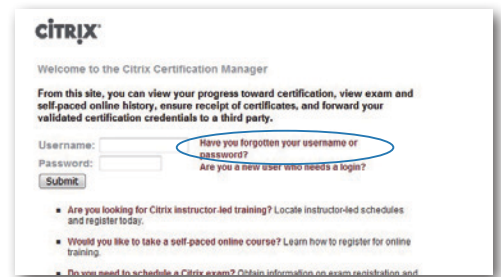 CİTRIX
Welcome to the Citrix Certification Manager
From this site, you can view your progress toward certification, view exam and
self-paced online history, ensure receipt of certificates, and forward your
validated certification credentials to a third party.
Username:
Have you forgotten your username or
password?
Password:
Are you a new user who needs a login?
Submit
Are you looking for Citrix instructor-led training? Locate instructor-led schedules
and register today.
Would you like to take a self-paced online course? Learn how to register for online
training.
Do you need to schedule a Citrix exam? Obtain information on exam registration and